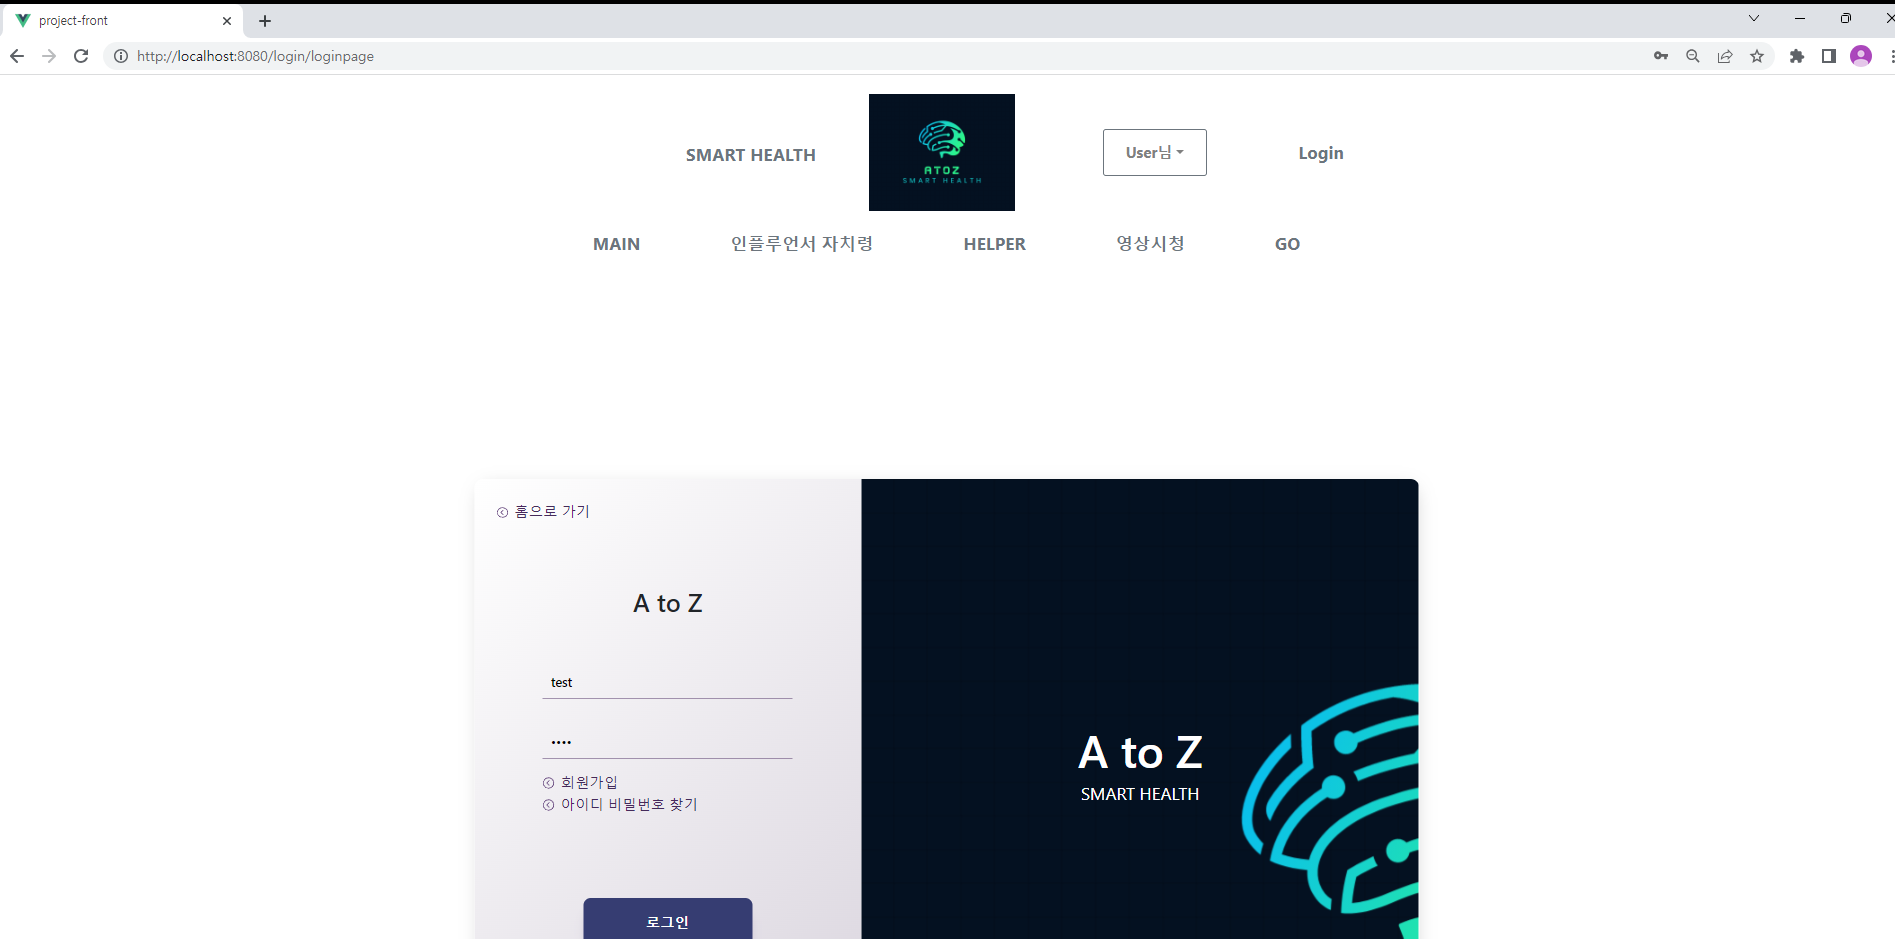 project-front
http://localhost:8080/login/loginpage
SMART HEALTH
ATOZ
SMART HEALTH
User님
Login
MAIN
인플루언서 자치령
HELPER
영상시청
GO
홈으로 가기
A to Z
test
회원가입
아이디 비밀번호 찾기
로그인
A to Z
SMART HEALTH